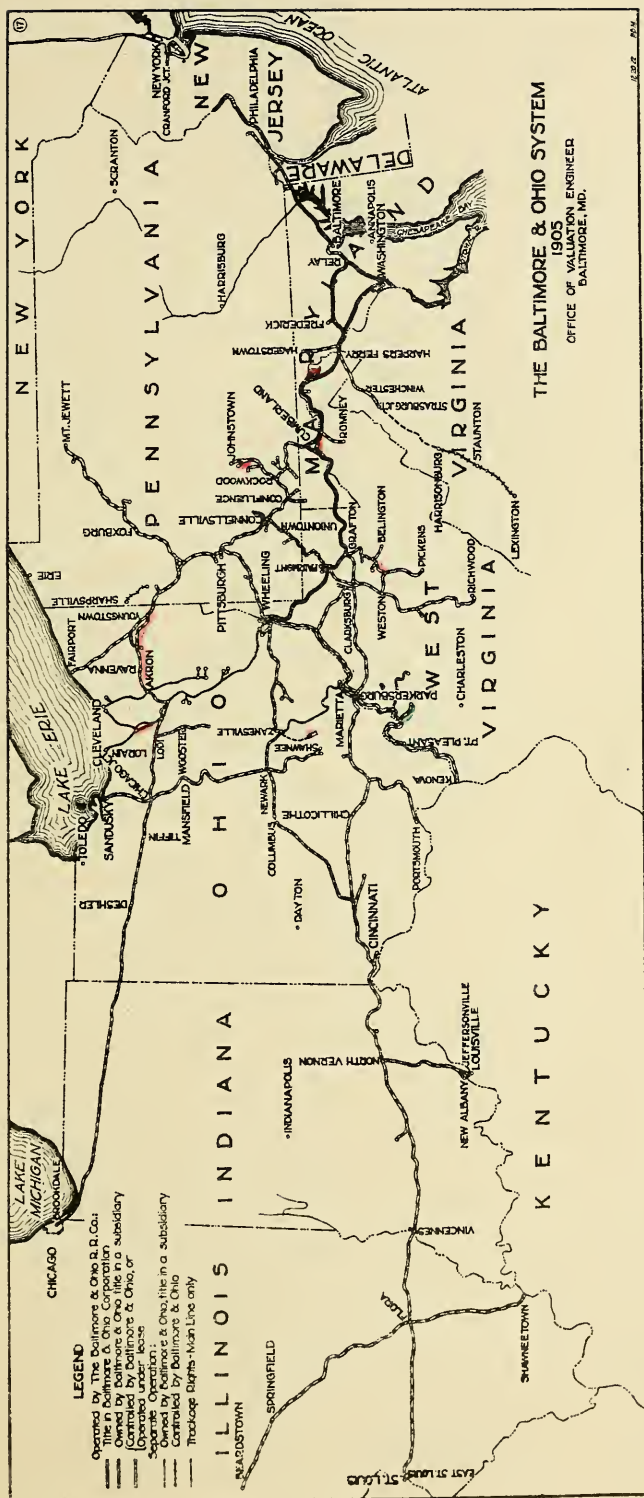 17
NEW YORK
SCRANTON
NEW YORK
CRANFORD JCT.
NEW
JERSEY
PHILADELPHIA
ATLANTIC OCEAN
PENNSYLVANIA
HARRISBURG
DELAWARE
BALTIMORE
ANNAPOLIS
CHESAPEAKE BAY
WASHINGTON
RELAY
FREDERICK
HAGERSTOWN
HARPERS FERRY
WINCHESTER
STRASBURG JCT.
MARYLAND
CUMBERLAND
ROMNEY
VIRGINIA
HARRISONBURG
STAUNTON
LEXINGTON
MT. JEWETT
FOXBURG
JOHNSTOWN
ROCKWOOD
CONFLUENCE
CONNELLSVILLE
UNIONTOWN
GRAFTON
BELINGTON
PICKENS
RICHWOOD
WESTON
FAIRMONT
CLARKSBURG
WEST
VIRGINIA
CHARLESTON
PITTSBURGH
WHEELING
ERIE
SHARPSVILLE
YOUNGSTOWN
FAIRPORT
RAVENNA
AKRON
CLEVELAND
LORAIN
LODI
WOOSTER
CHICAGO JCT.
LAKE ERIE
SANDUSKY
TOLEDO
TIFFIN
MANSFIELD
OHIO
ZANESVILLE
SHAWNEE
NEWARK
COLUMBUS
MARIETTA
PARKERSBURG
PT. PLEASANT
KENOVA
CHILLICOTHE
PORTSMOUTH
DAYTON
CINCINNATI
DESHLER
INDIANA
INDIANAPOLIS
NORTH VERNON
NEW ALBANY
JEFFERSONVILLE
LOUISVILLE
KENTUCKY
LAKE
MICHIGAN
CHICAGO
BROOKDALE
ILLINOIS
VINCENNES
FLORA
SHAWNEETOWN
SPRINGFIELD
BEARDSTOWN
ST. LOUIS
EAST ST. LOUIS
LEGEND
Operated by The Baltimore & Ohio R.R. Co.:
Title in Baltimore & Ohio Corporation
Owned by Baltimore & Ohio title in a subsidiary
Controlled by Baltimore & Ohio, or
Operated under lease
Separate Operation:
Owned by Baltimore & Ohio, title in a subsidiary
Controlled by Baltimore & Ohio
Trackage Rights-Main Line only
THE BALTIMORE & OHIO SYSTEM
1905
OFFICE OF VALUATION ENGINEER
BALTIMORE, MD.